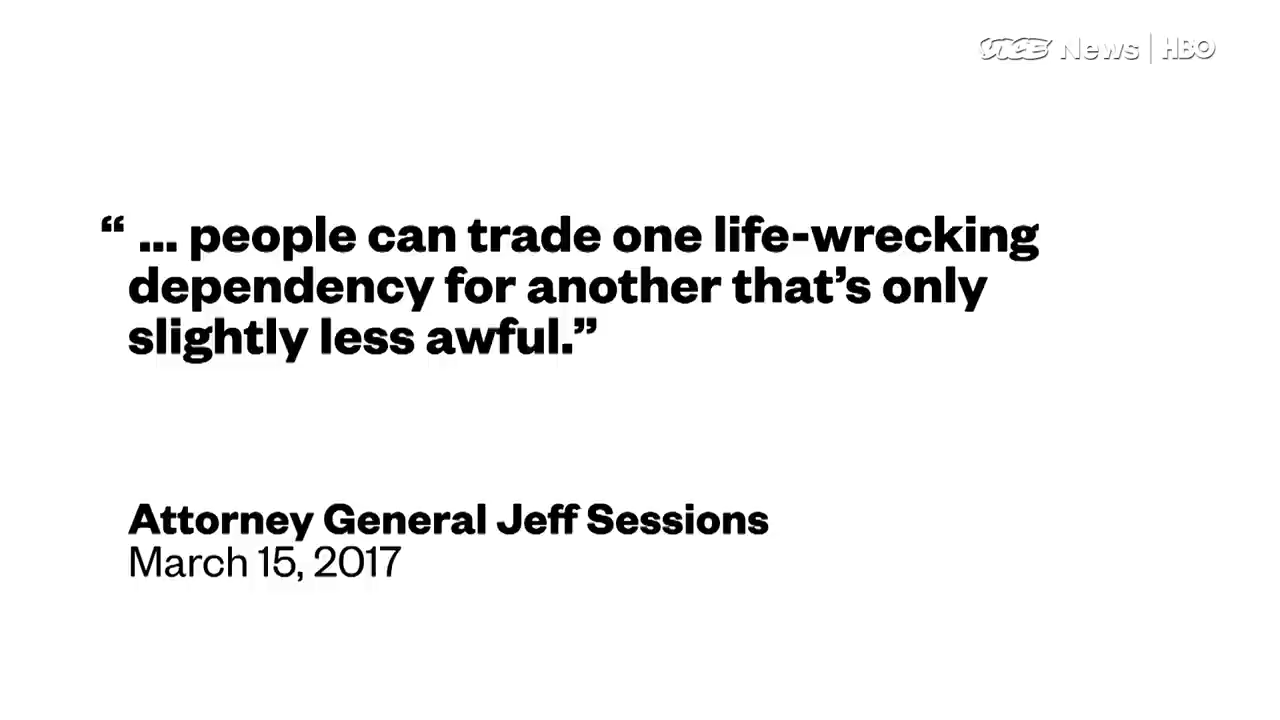 VICE News | HBO
“ ... people can trade one life-wrecking
dependency for another that’s only
slightly less awful.”
Attorney General Jeff Sessions
March 15, 2017